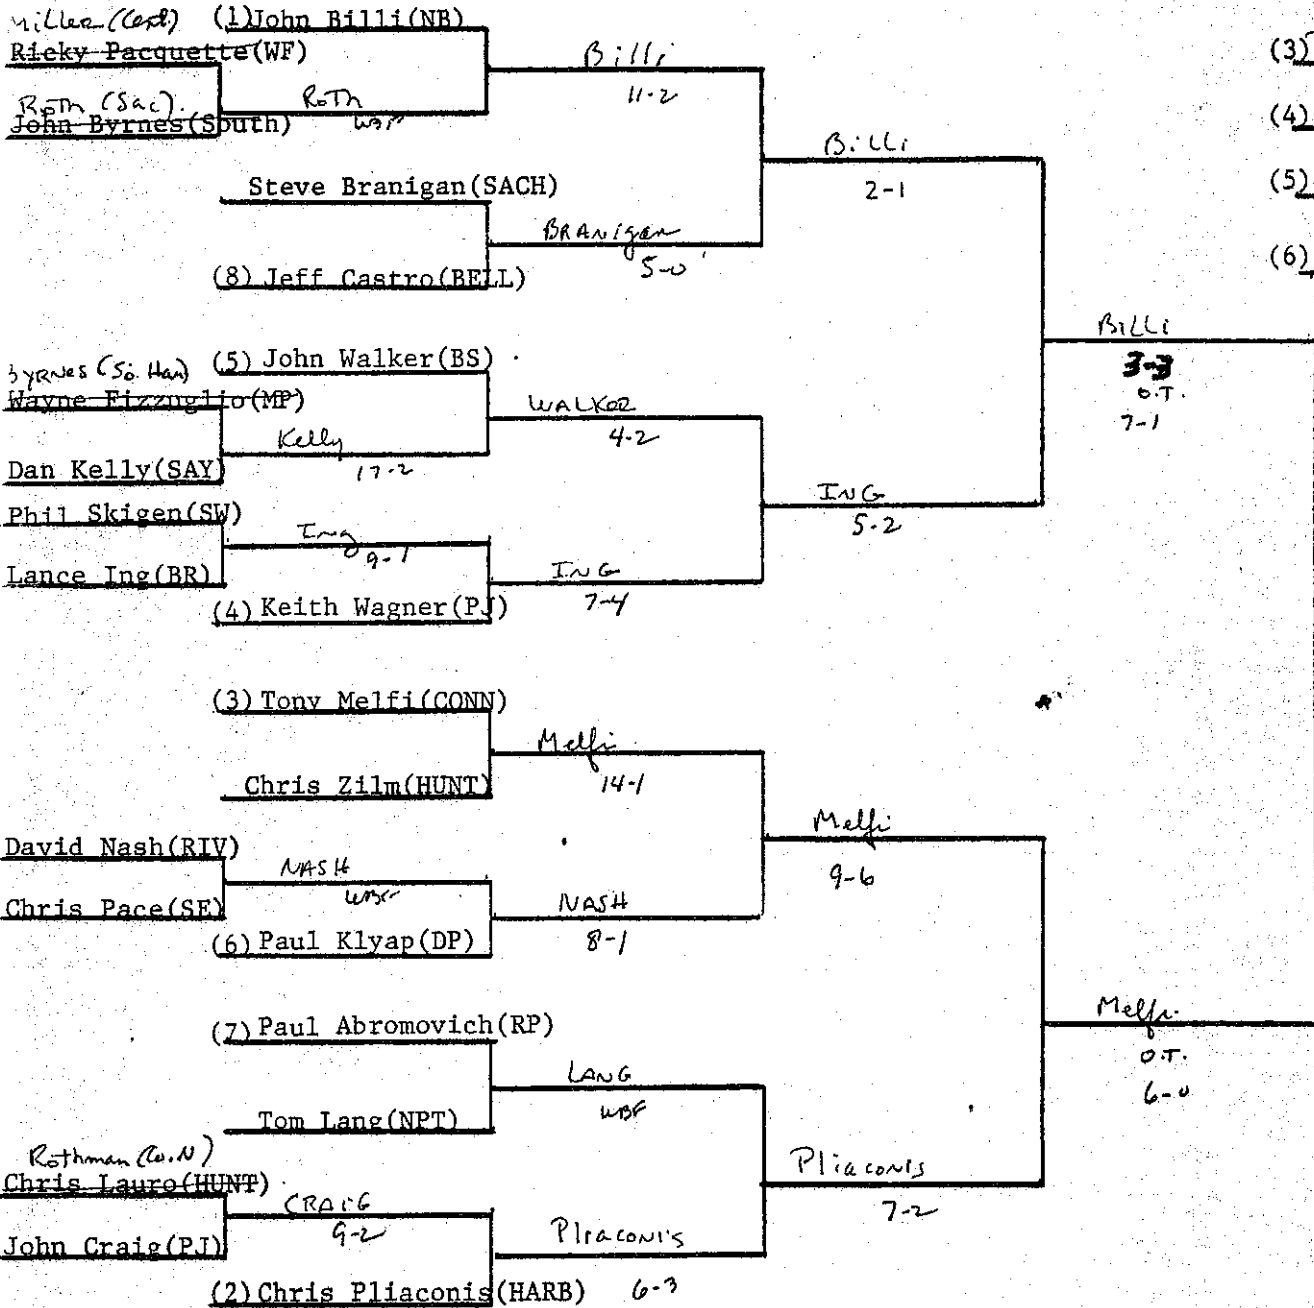 (1) John Billi(NB)
Ricky Pacquette(WF)
Billi
(3)
11-2
Roth (Sac).
Roth
WBF
John Byrnes(South)
(4)
Billi
2-1
Steve Branigan(SACH)
(5)
BRANigan
5-0
(6)
(8) Jeff Castro(BELL)
Billi
3-3
O.T.
7-1
(5) John Walker(BS)
BYRNES (So. Ham)
Wayne Fizzuglio(MP)
WALKER
4-2
Kelly
17-2
Dan Kelly(SAY)
ING
5-2
Phil Skigen(SW)
Ing
9-1
Lance Ing(BR)
ING
7-4
(4) Keith Wagner(PJ)
(3) Tony Melfi(CONN)
Melfi
14-1
Chris Zilm(HUNT)
Melfi
9-6
David Nash(RIV)
NASH
WBF
Chris Pace(SE)
NASH
8-1
(6) Paul Klyap(DP)
Melfi
O.T.
6-0
(7) Paul Abromovich(RP)
LANG
WBF
Tom Lang(NPT)
Rothman
Chris Lauro(HUNT)
Pliaconis
7-2
CRAIG
9-2
John Craig(PJ)
Pliaconis
6-3
(2) Chris Pliaconis(HARB)